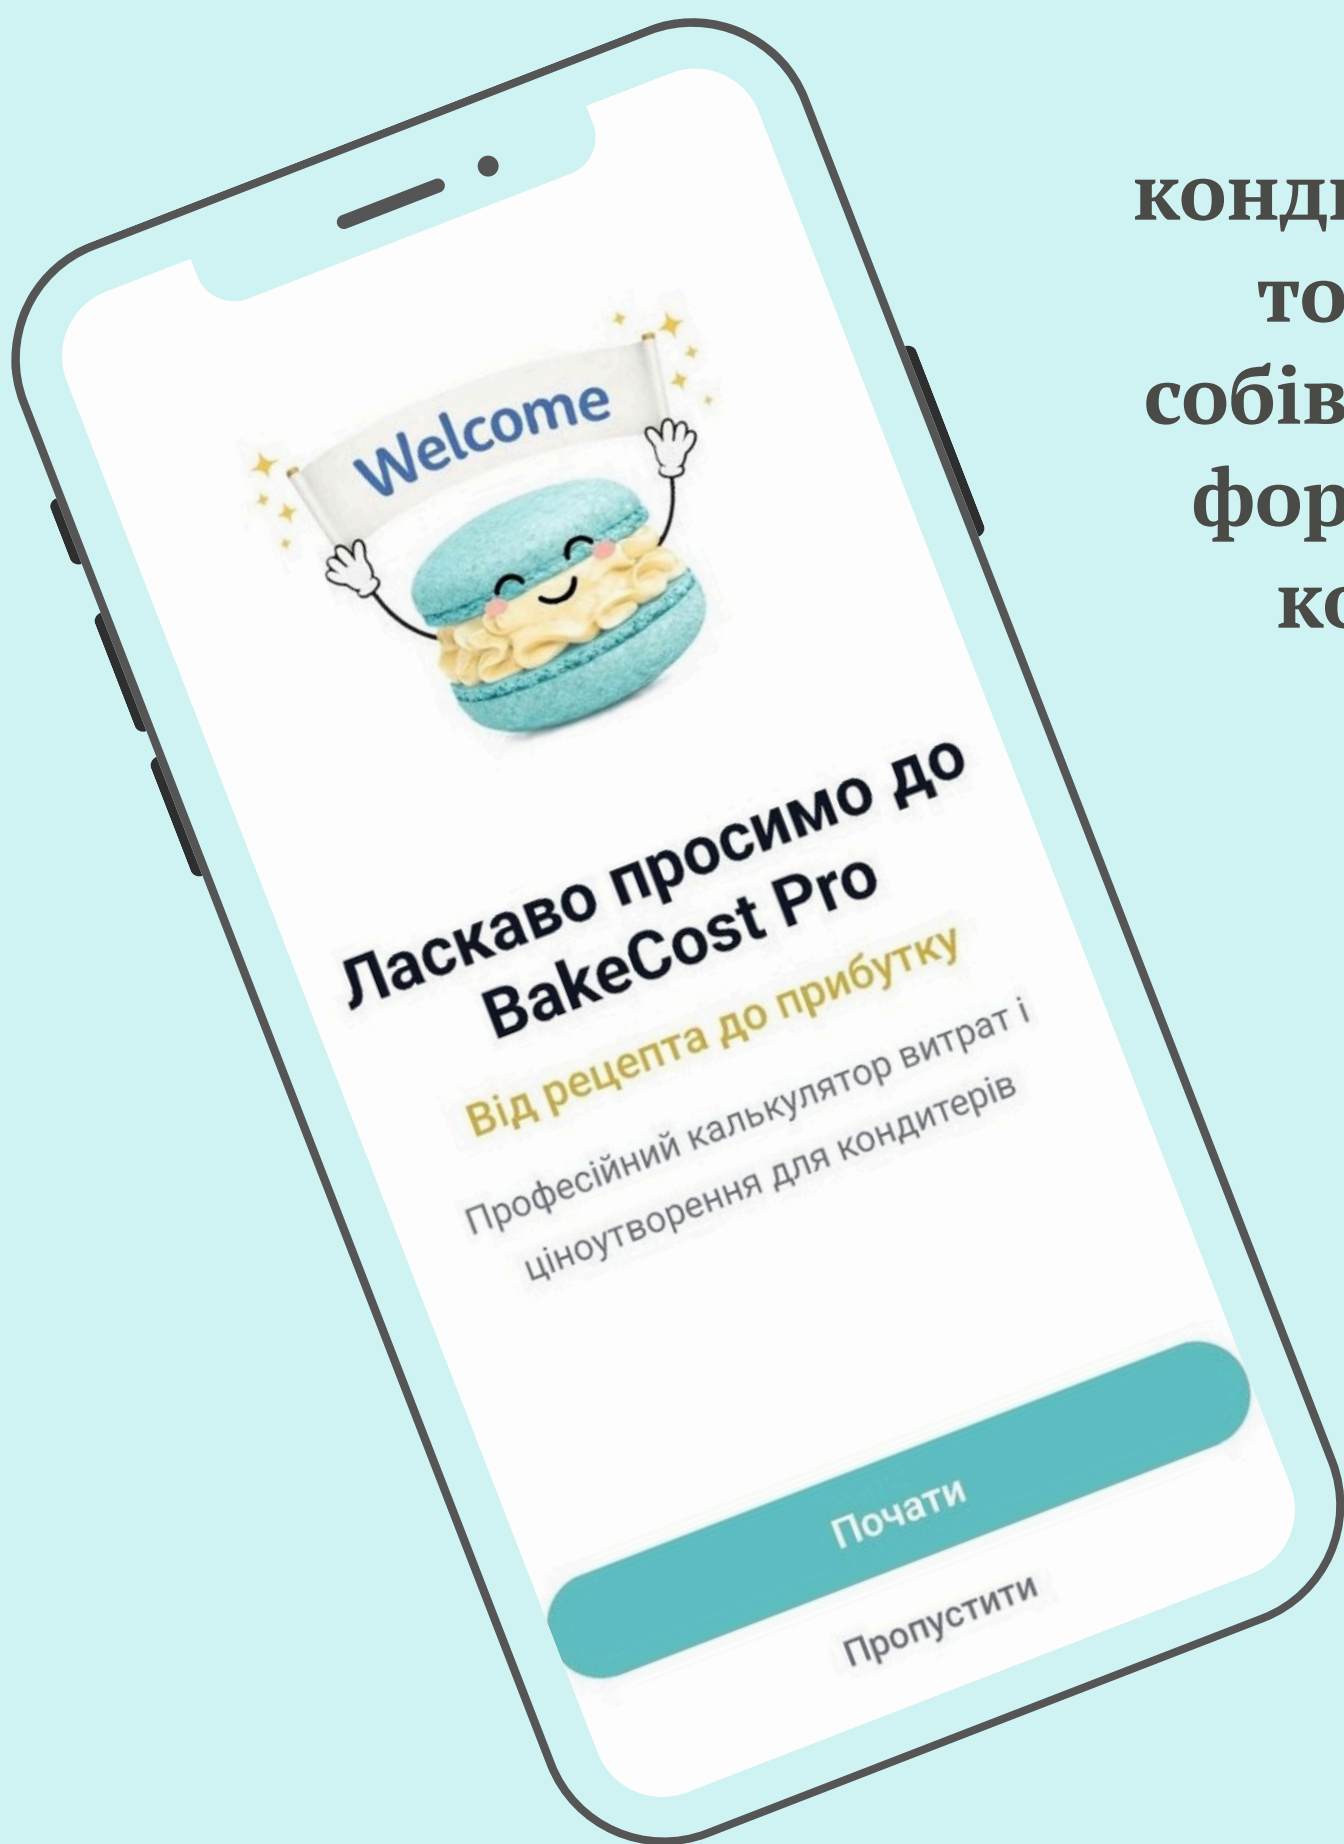 Welcome
Ласкаво просимо до
BakeCost Pro
Від рецепта до прибутку
Професійний калькулятор витрат і
ціноутворення для кондитерів
Почати
Пропустити